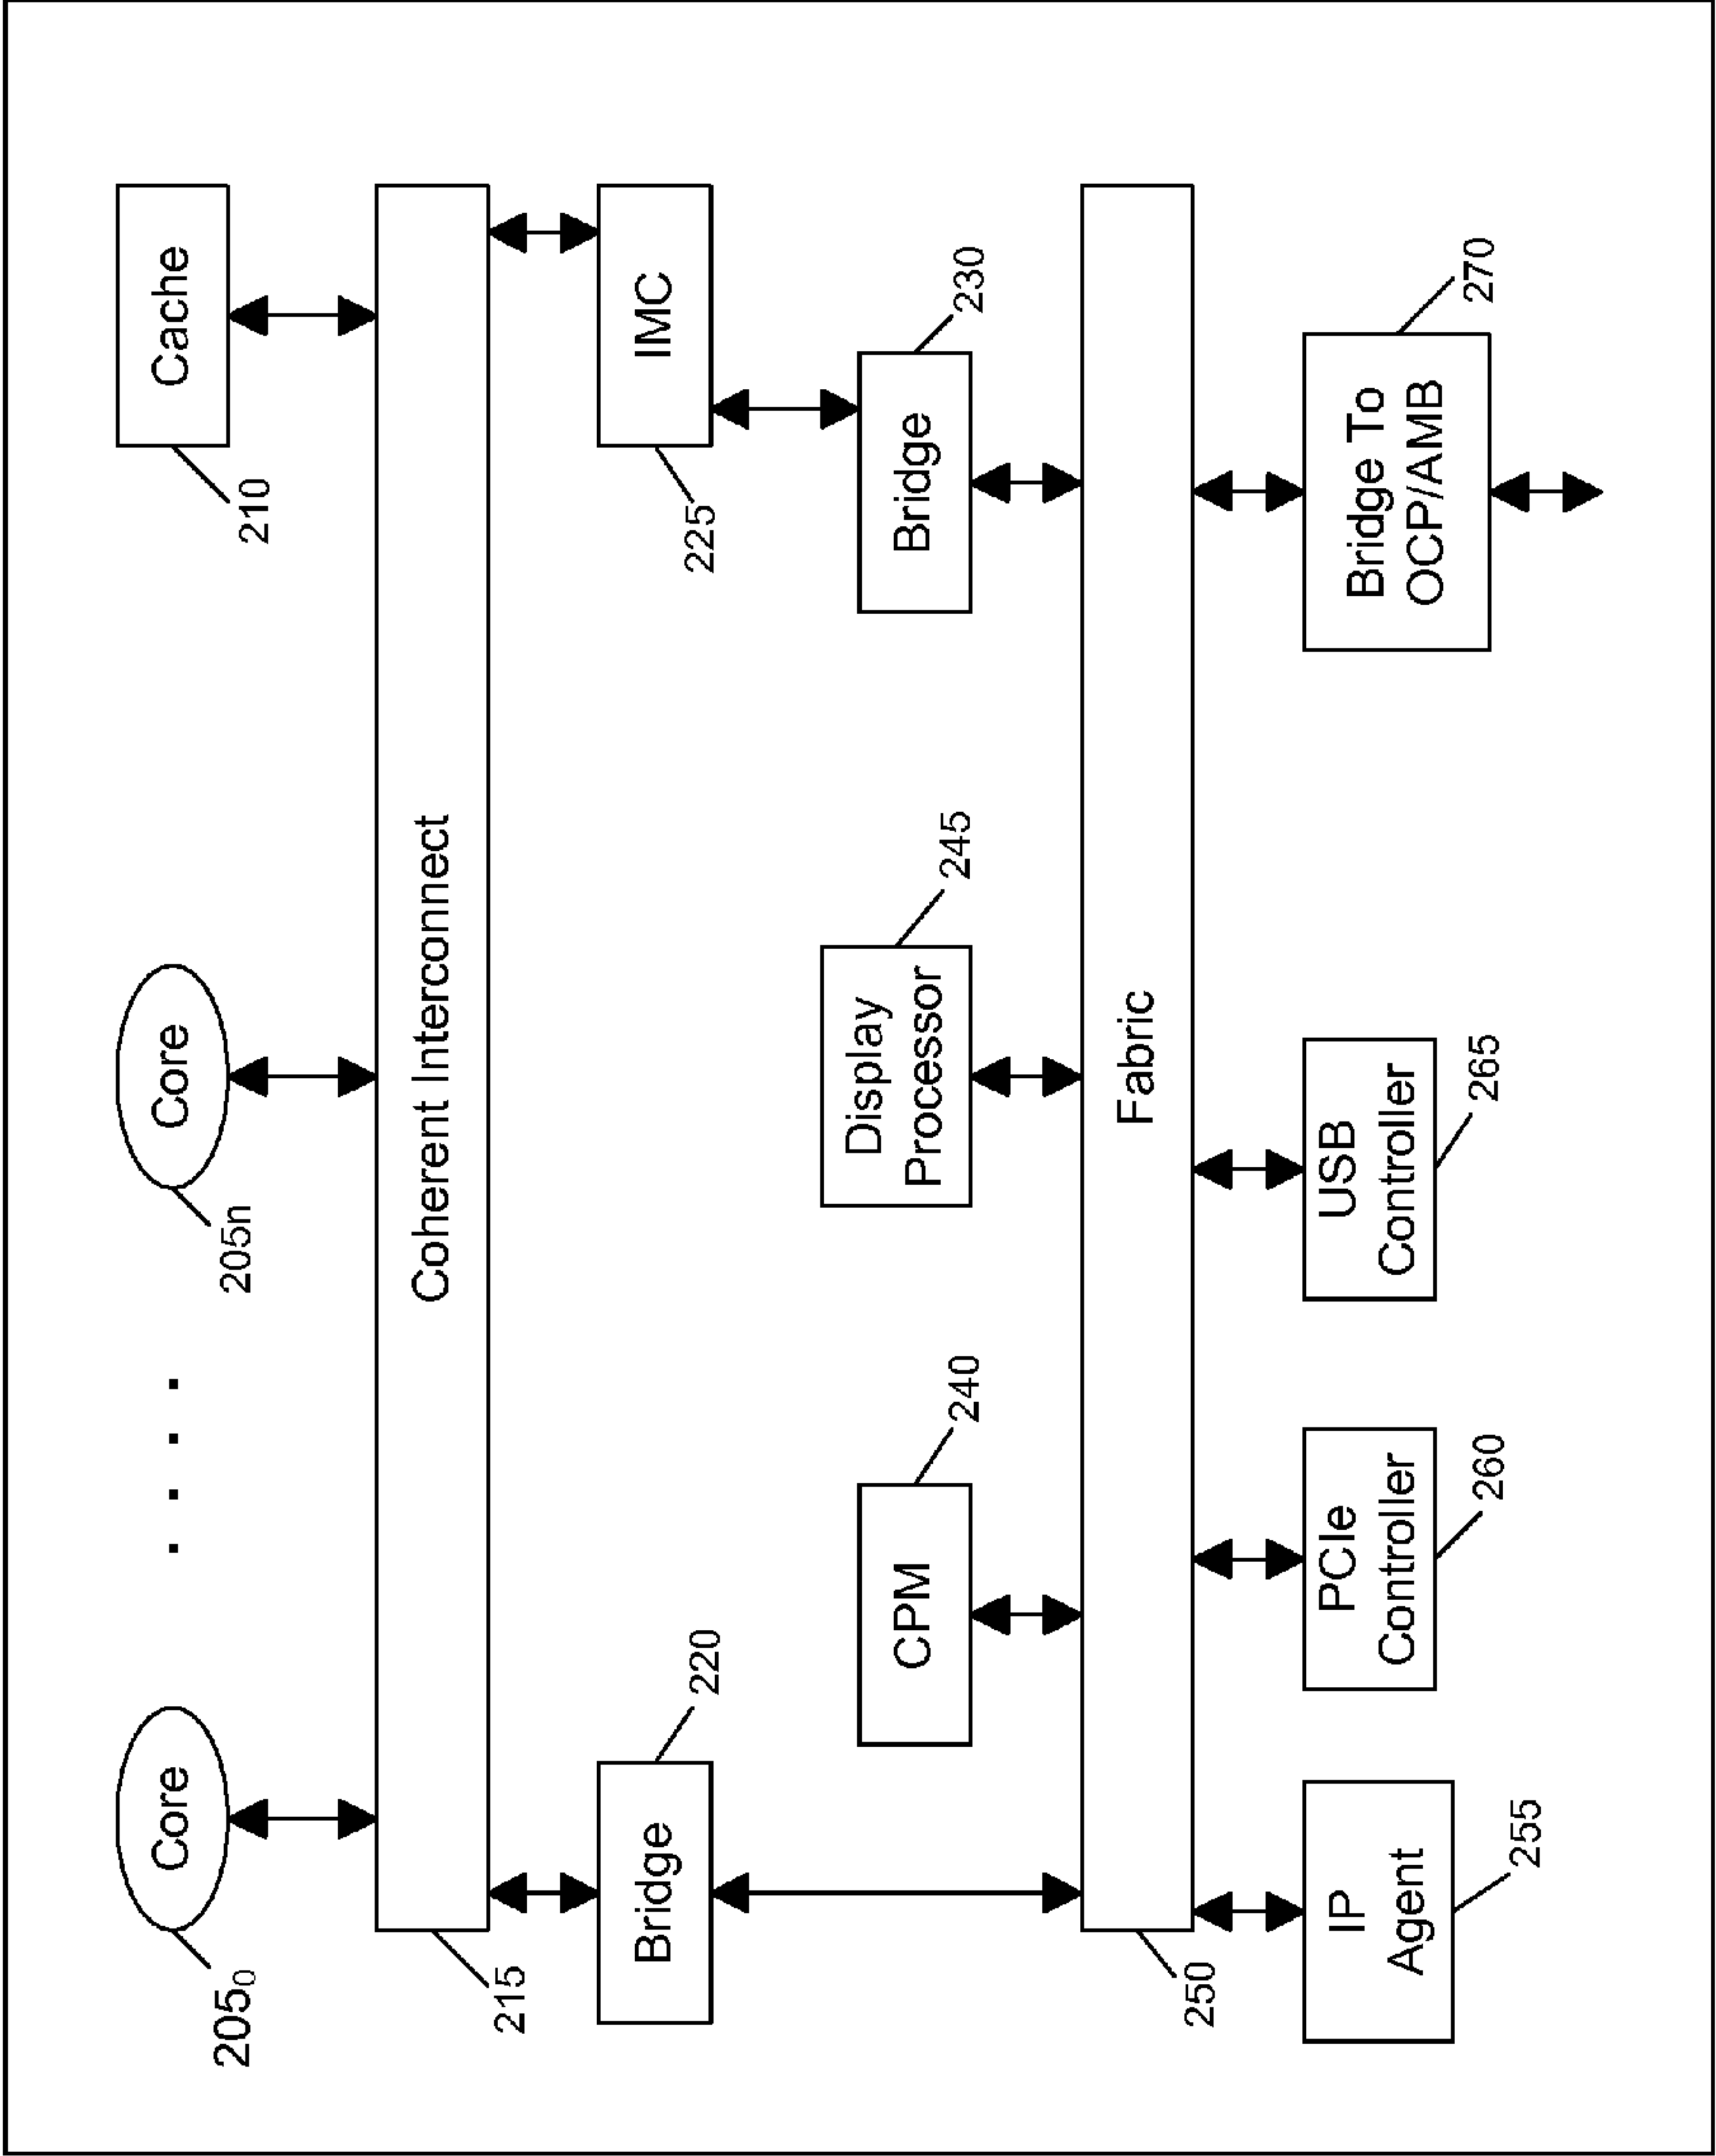 Core
Core
Cache
205₀
. . . .
205n
210
Coherent Interconnect
215
Bridge
220
IMC
225
CPM
240
Display
Processor
245
Bridge
230
Fabric
250
IP
Agent
255
PCIe
Controller
260
USB
Controller
265
Bridge To
OCP/AMB
270